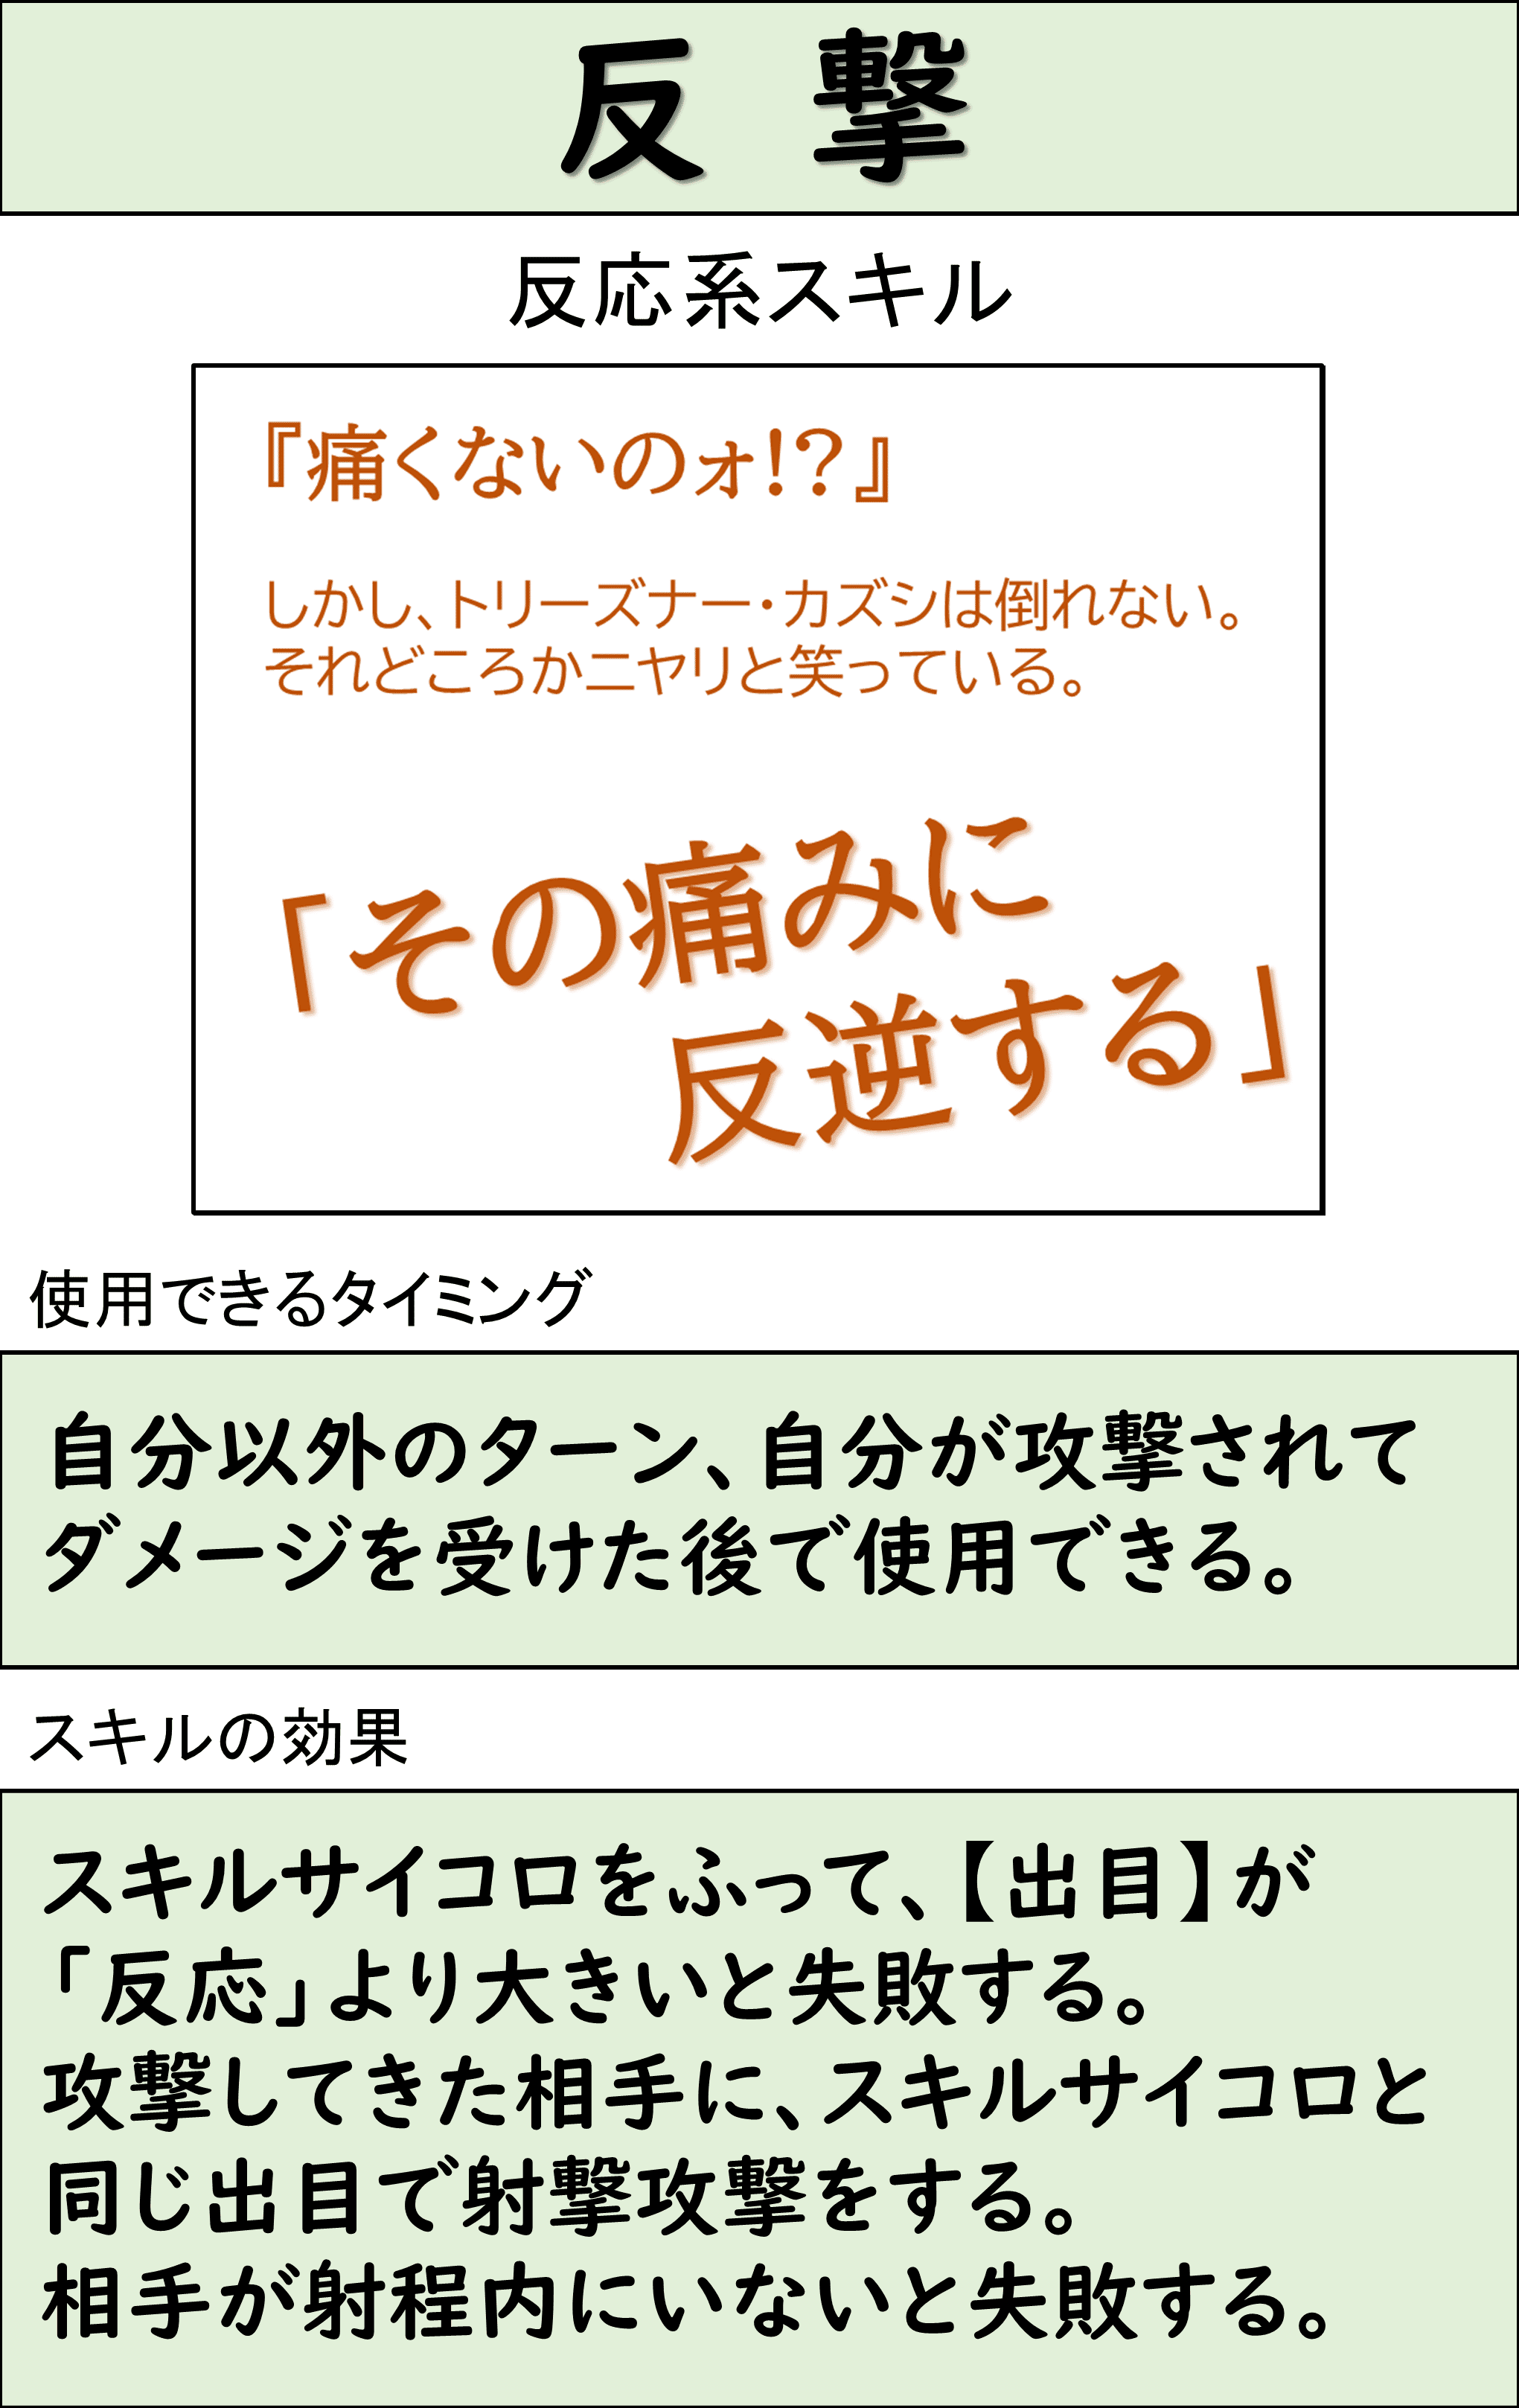 反撃
反応系スキル
『痛くないのォ!?』
しかし、トリーズナー・カズシは倒れない。
それどころかニヤリと笑っている。
「その痛みに
反逆する」
使用できるタイミング
自分以外のターン、自分が攻撃されて
ダメージを受けた後で使用できる。
スキルの効果
スキルサイコロをふって、【出目】が
「反応」より大きいと失敗する。
攻撃してきた相手に、スキルサイコロと
同じ出目で射撃攻撃をする。
相手が射程内にいないと失敗する。